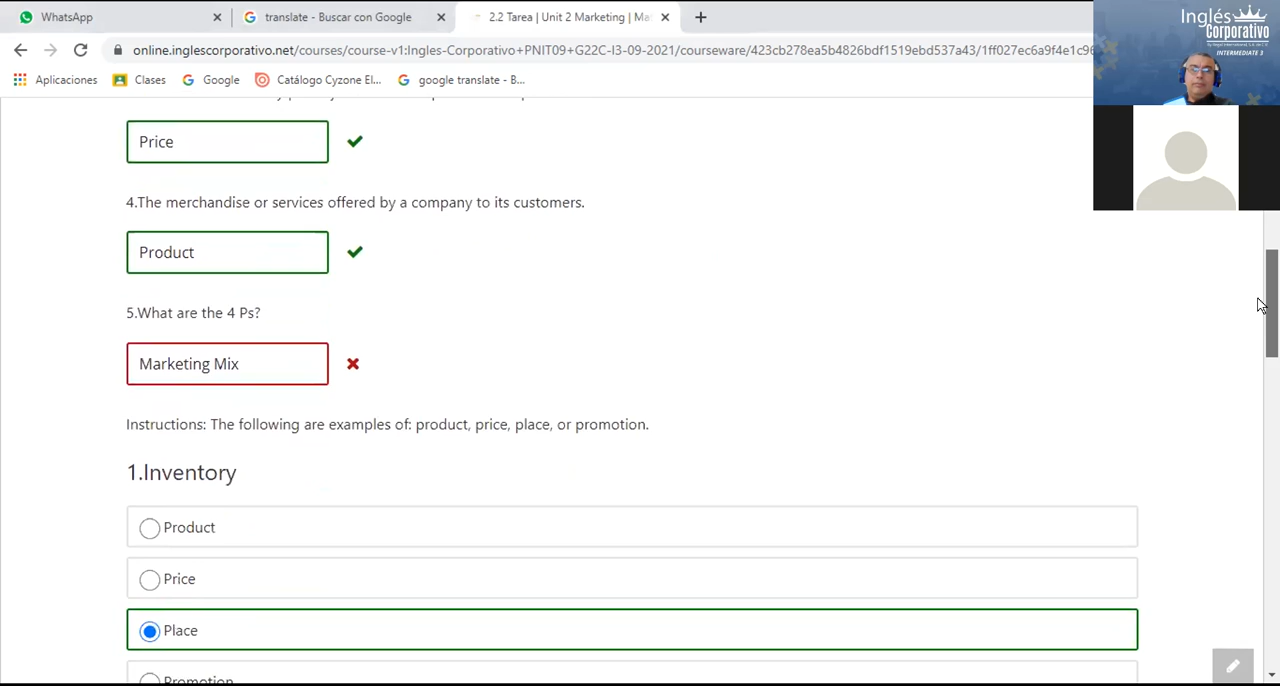 WhatsApp
translate - Buscar con Google
2.2 Tarea | Unit 2 Marketing | Ma
online.inglescorporativo.net/courses/course-v1:Ingles-Corporativo+PNIT09+G22C-I3-09-2021/courseware/423cb278ea5b4826bdf1519ebd537a43/1ff027ec6a9f4e1c96
Aplicaciones
Clases
Google
Catálogo Cyzone El...
google translate - B...
Inglés
Corporativo
INTERMEDIATE 3
Price
4.The merchandise or services offered by a company to its customers.
Product
5.What are the 4 Ps?
Marketing Mix
Instructions: The following are examples of: product, price, place, or promotion.
1.Inventory
Product
Price
Place
Promotion